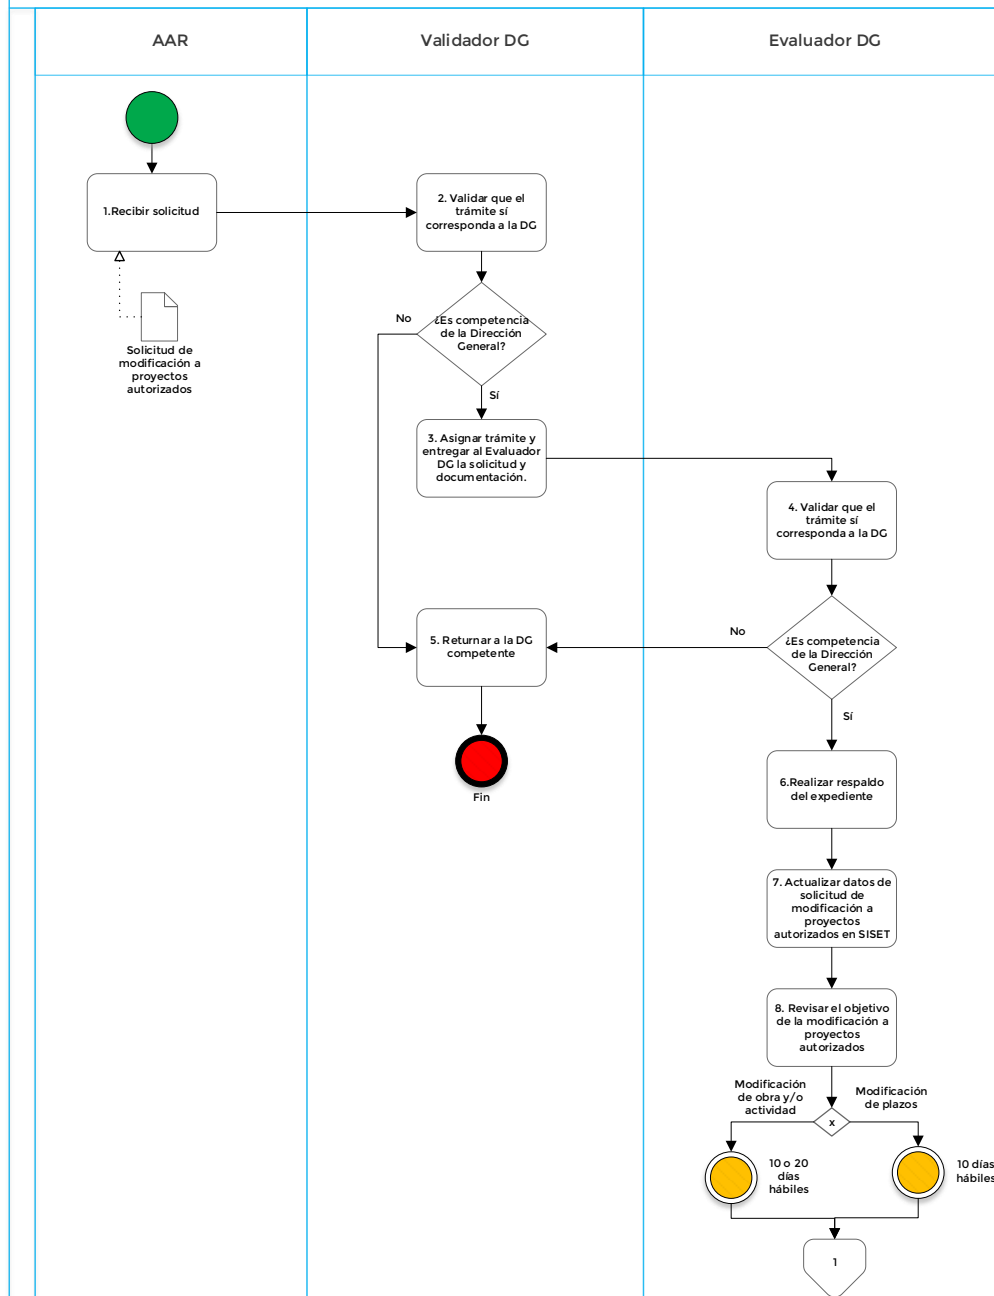 AAR
Validador DG
Evaluador DG
1.Recibir solicitud
Solicitud de
modificación a
proyectos
autorizados
2. Validar que el
trámite sí
corresponda a la DG
¿Es competencia
de la Dirección
General?
No
Sí
3. Asignar trámite y
entregar al Evaluador
DG la solicitud y
documentación.
4. Validar que el
trámite sí
corresponda a la DG
¿Es competencia
de la Dirección
General?
No
Sí
5. Returnar a la DG
competente
Fin
6.Realizar respaldo
del expediente
7. Actualizar datos de
solicitud de
modificación a
proyectos
autorizados en SISET
8. Revisar el objetivo
de la modificación a
proyectos
autorizados
Modificación
de obra y/o
actividad
Modificación
de plazos
x
10 o 20
días
hábiles
10 días
hábiles
1